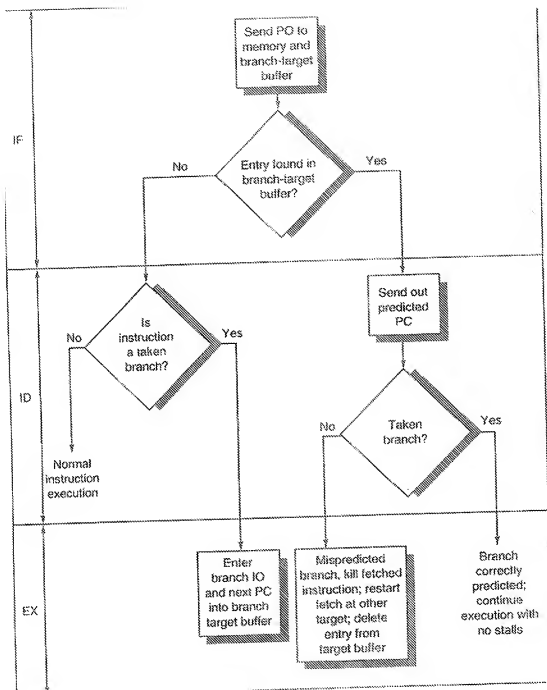 Send PO to
memory and
branch-target
buffer
IF
No
Entry found in
branch-target
buffer?
Yes
ID
No
Is
instruction
a taken
branch?
Yes
Send out
predicted
PC
Normal
instruction
execution
No
Taken
branch?
Yes
EX
Enter
branch IO
and next PC
into branch
target buffer
Mispredicted
branch, kill fetched
instruction; restart
fetch at other
target; delete
entry from
target buffer
Branch
correctly
predicted;
continue
execution with
no stalls